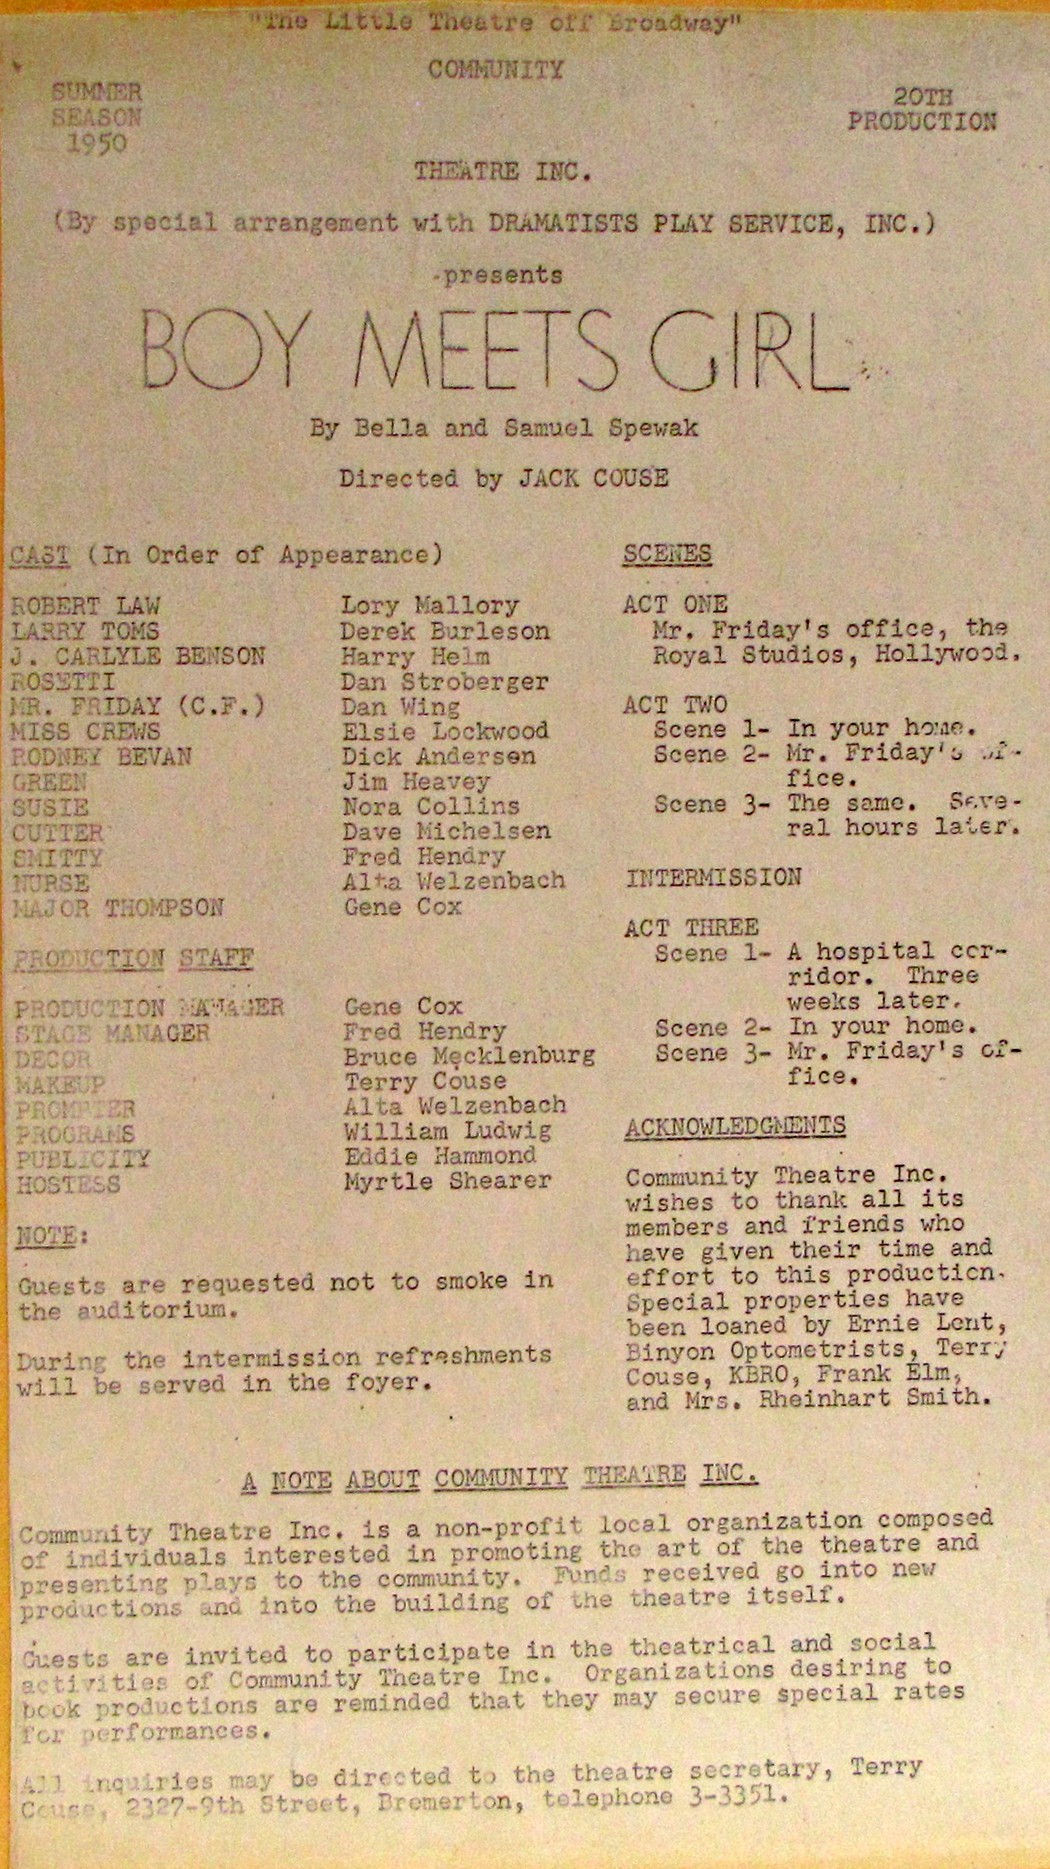 "The Little Theatre off Broadway"
COMMUNITY
SUMMER
SEASON
1950
20TH
PRODUCTION
THEATRE INC.
(By special arrangement with DRAMATISTS PLAY SERVICE, INC.)
-presents
BOY MEETS GIRL
By Bella and Samuel Spewak
Directed by JACK COUSE
CAST (In Order of Appearance)
ROBERT LAW Lory Mallory
LARRY TOMS Derek Burleson
J. CARLYLE BENSON Harry Helm
ROSETTI Dan Stroberger
MR. FRIDAY (C.F.) Dan Wing
MISS CREWS Elsie Lockwood
RODNEY BEVAN Dick Andersen
GREEN Jim Heavey
SUSIE Nora Collins
CUTTER Dave Michelsen
SMITTY Fred Hendry
NURSE Alta Welzenbach
MAJOR THOMPSON Gene Cox
PRODUCTION STAFF
PRODUCTION MANAGER Gene Cox
STAGE MANAGER Fred Hendry
DECOR Bruce Mecklenburg
MAKEUP Terry Couse
PROMPTER Alta Welzenbach
PROGRAMS William Ludwig
PUBLICITY Eddie Hammond
HOSTESS Myrtle Shearer
NOTE:
Guests are requested not to smoke in
the auditorium.
During the intermission refreshments
will be served in the foyer.
SCENES
ACT ONE
Mr. Friday's office, the
Royal Studios, Hollywood.
ACT TWO
Scene 1- In your home.
Scene 2- Mr. Friday's of-
fice.
Scene 3- The same. Seve-
ral hours later.
INTERMISSION
ACT THREE
Scene 1- A hospital cor-
ridor. Three
weeks later.
Scene 2- In your home.
Scene 3- Mr. Friday's of-
fice.
ACKNOWLEDGMENTS
Community Theatre Inc.
wishes to thank all its
members and friends who
have given their time and
effort to this production.
Special properties have
been loaned by Ernie Lent,
Binyon Optometrists, Terry
Couse, KBRO, Frank Elm,
and Mrs. Rheinhart Smith.
A NOTE ABOUT COMMUNITY THEATRE INC.
Community Theatre Inc. is a non-profit local organization composed
of individuals interested in promoting the art of the theatre and
presenting plays to the community. Funds received go into new
productions and into the building of the theatre itself.
Guests are invited to participate in the theatrical and social
activities of Community Theatre Inc. Organizations desiring to
book productions are reminded that they may secure special rates
for performances.
All inquiries may be directed to the theatre secretary, Terry
Couse, 2327-9th Street, Bremerton, telephone 3-3351.